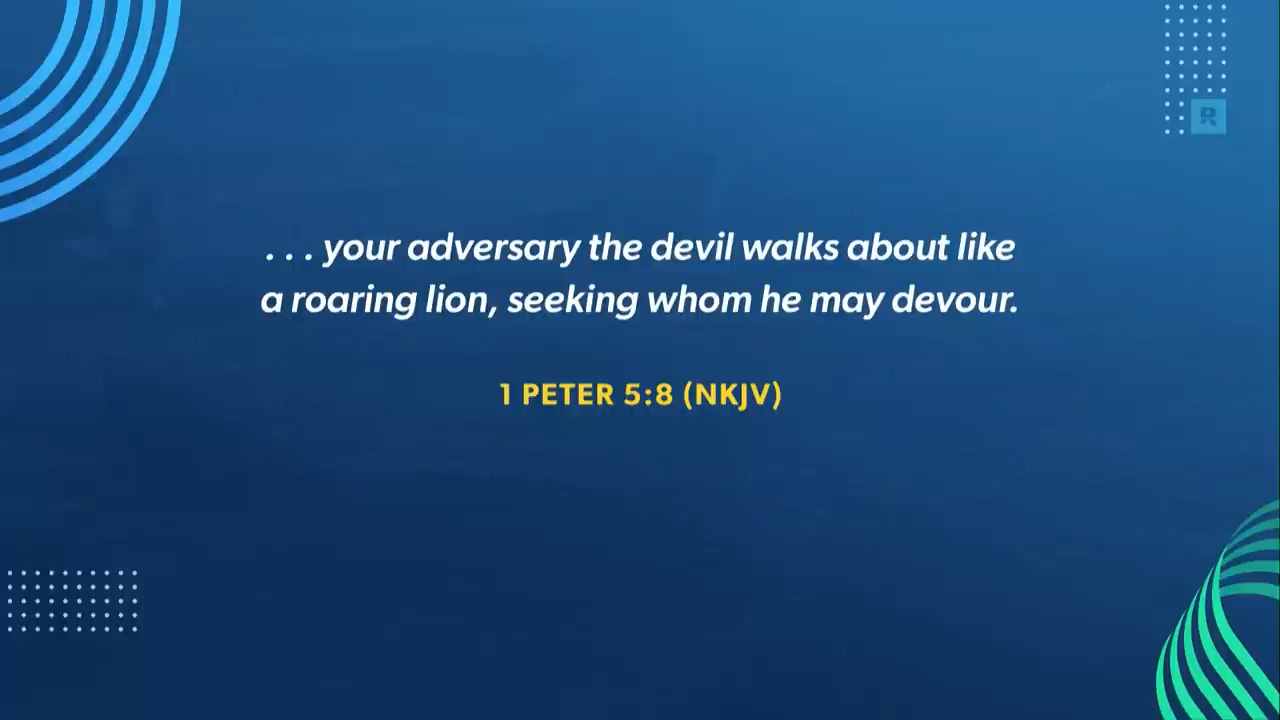 . . . your adversary the devil walks about like
a roaring lion, seeking whom he may devour.
1 PETER 5:8 (NKJV)
R